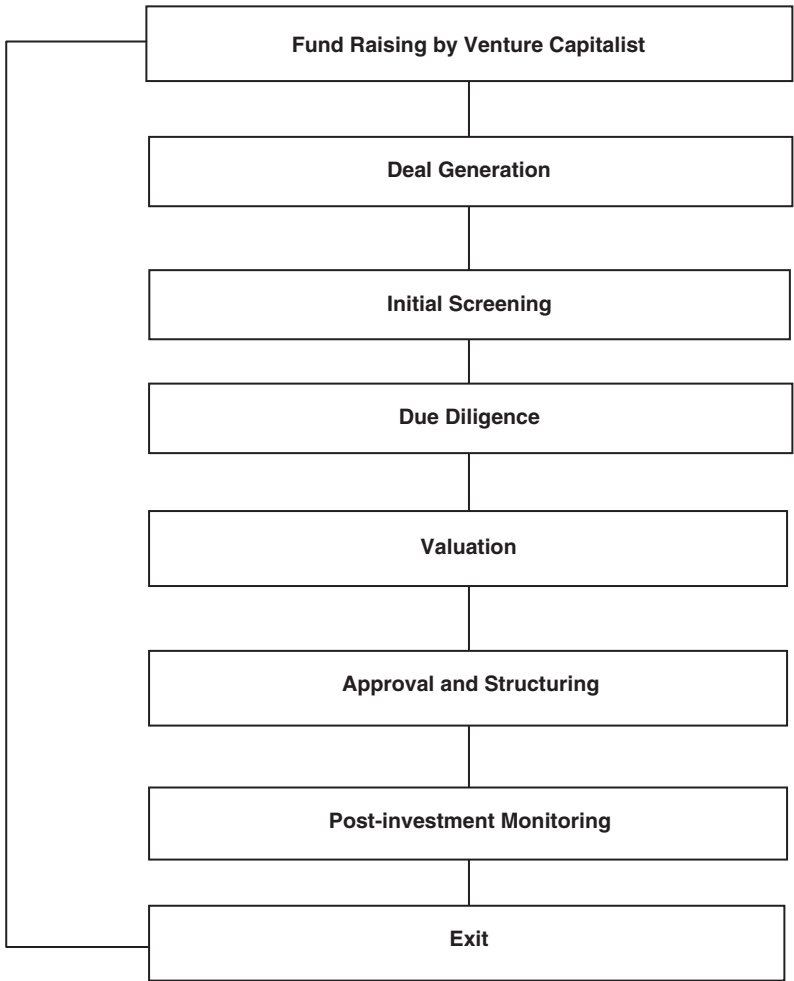 Fund Raising by Venture Capitalist
Deal Generation
Initial Screening
Due Diligence
Valuation
Approval and Structuring
Post-investment Monitoring
Exit